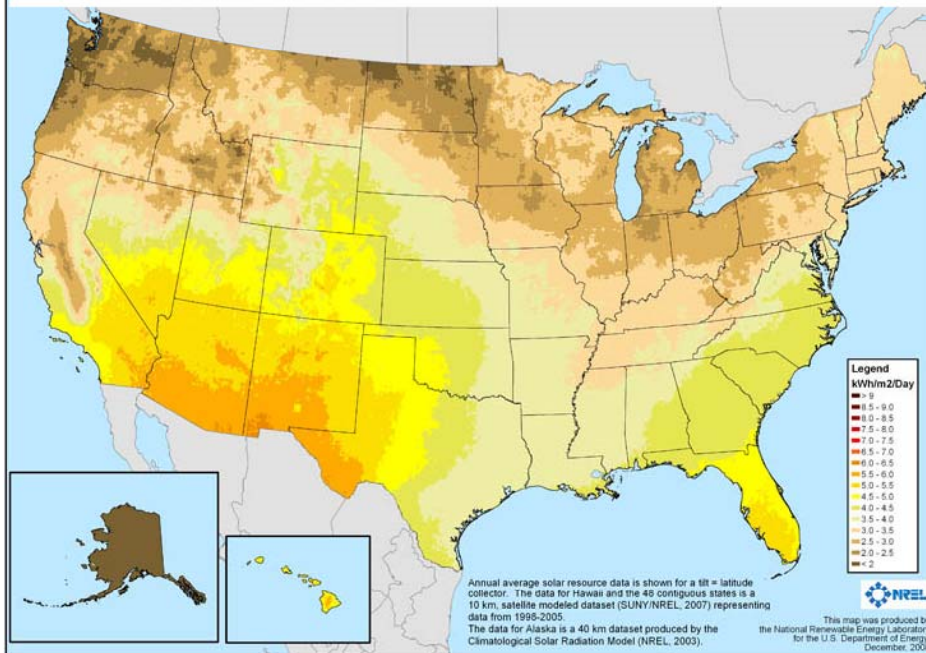 Legend
kWh/m2/Day
> 9
8.5 - 9.0
8.0 - 8.5
7.5 - 8.0
7.0 - 7.5
6.5 - 7.0
6.0 - 6.5
5.5 - 6.0
5.0 - 5.5
4.5 - 5.0
4.0 - 4.5
3.5 - 4.0
3.0 - 3.5
2.5 - 3.0
2.0 - 2.5
< 2
Annual average solar resource data is shown for a tilt = latitude
collector. The data for Hawaii and the 48 contiguous states is a
10 km, satellite modeled dataset (SUNY/NREL, 2007) representing
data from 1998-2005.
The data for Alaska is a 40 km dataset produced by the
Climatological Solar Radiation Model (NREL, 2003).
NREL
This map was produced by
the National Renewable Energy Laborator
for the U.S. Department of Energy
December, 200